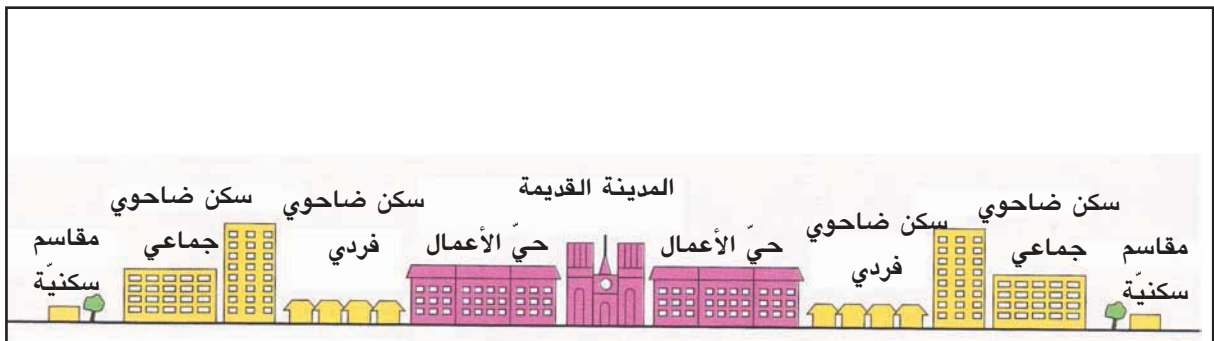 المدينة القديمة
سكن ضاحوي
جماعي
سكن ضاحوي
فردي
حيّ الأعمال
حيّ الأعمال
سكن ضاحوي
فردي
سكن ضاحوي
جماعي
مقاسم
سكنيّة
مقاسم
سكنيّة